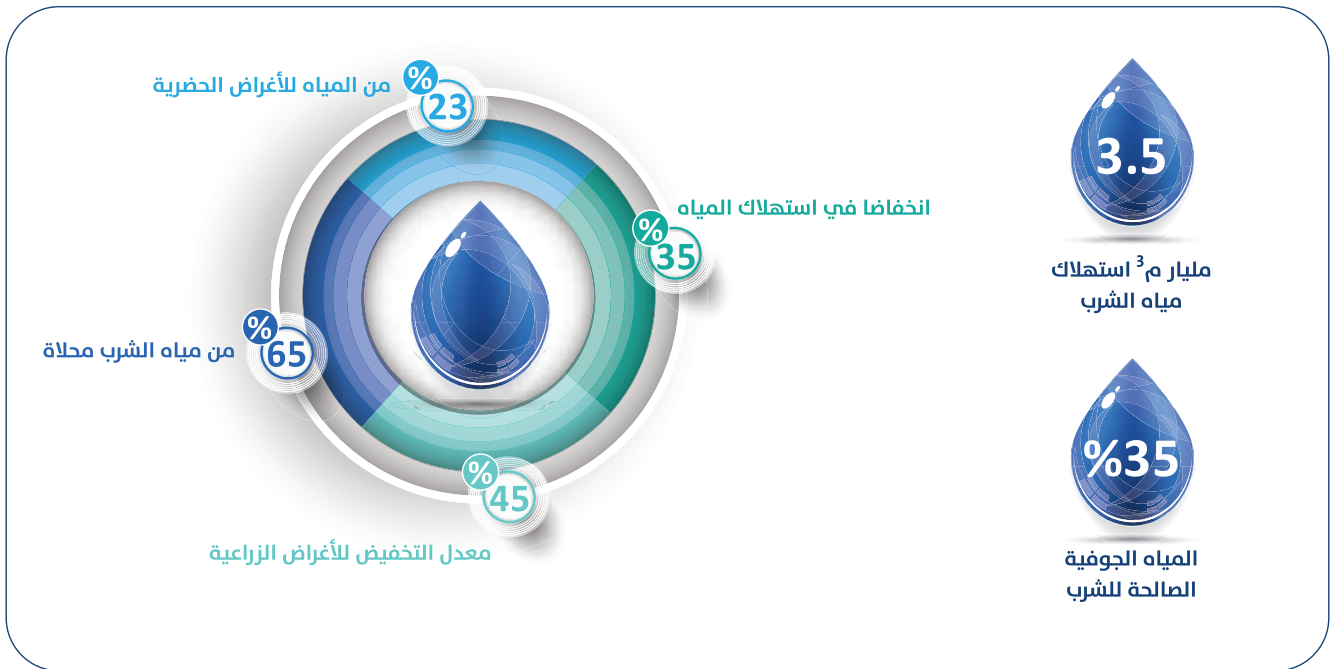 3.5
مليار م³ استهلاك
مياه الشرب
%35
المياه الجوفية
الصالحة للشرب
%23
من المياه للأغراض الحضرية
انخفاضا في استهلاك المياه
%35
%65
من مياه الشرب محلاة
%45
معدل التخفيض للأغراض الزراعية